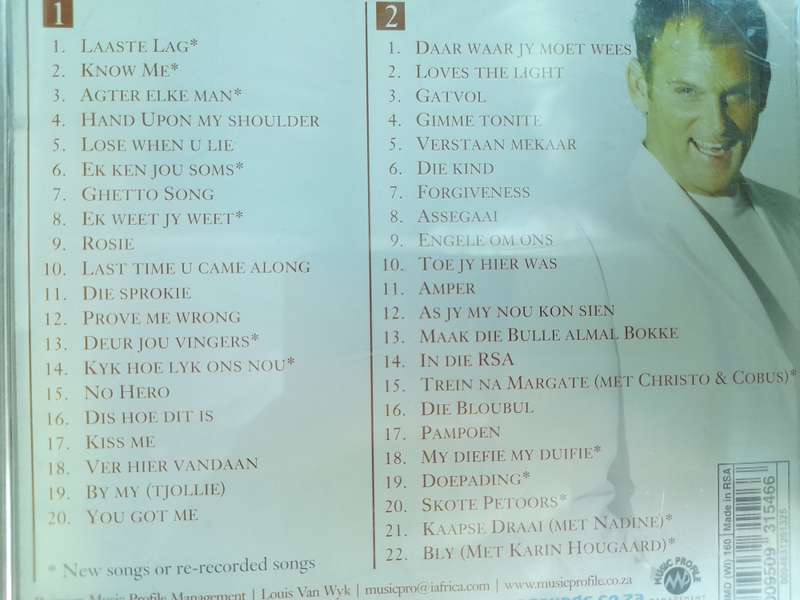 1
1. LAASTE LAG*
2. KNOW ME*
3. AGTER ELKE MAN*
4. HAND UPON MY SHOULDER
5. LOSE WHEN U LIE
6. EK KEN JOU SOMS*
7. GHETTO SONG
8. EK WEET JY WEET*
9. ROSIE
10. LAST TIME U CAME ALONG
11. DIE SPROKIE
12. PROVE ME WRONG
13. DEUR JOU VINGERS*
14. KYK HOE LYK ONS NOU*
15. NO HERO
16. DIS HOE DIT IS
17. KISS ME
18. VER HIER VANDAAN
19. BY MY (TJOLLIE)
20. YOU GOT ME
* New songs or re-recorded songs
2
1. DAAR WAAR JY MOET WEES
2. LOVES THE LIGHT
3. GATVOL
4. GIMME TONITE
5. VERSTAAN MEKAAR
6. DIE KIND
7. FORGIVENESS
8. ASSEGAAI
9. ENGELE OM ONS
10. TOE JY HIER WAS
11. AMPER
12. AS JY MY NOU KON SIEN
13. MAAK DIE BULLE ALMAL BOKKE
14. IN DIE RSA
15. TREIN NA MARGATE (MET CHRISTO & COBUS)*
16. DIE BLOUBUL
17. PAMPOEN
18. MY DIEFIE MY DUIFIE*
19. DOEPADING*
20. SKOTE PETOORS*
21. KAAPSE DRAAI (MET NADINE)*
22. BLY (MET KARIN HOUGAARD)*
Music Profile Management | Louis Van Wyk | musicpro@iafrica.com | www.musicprofile.co.za
MUSIC PROFILE
(WI) 160 | Made in RSA
009509 315466